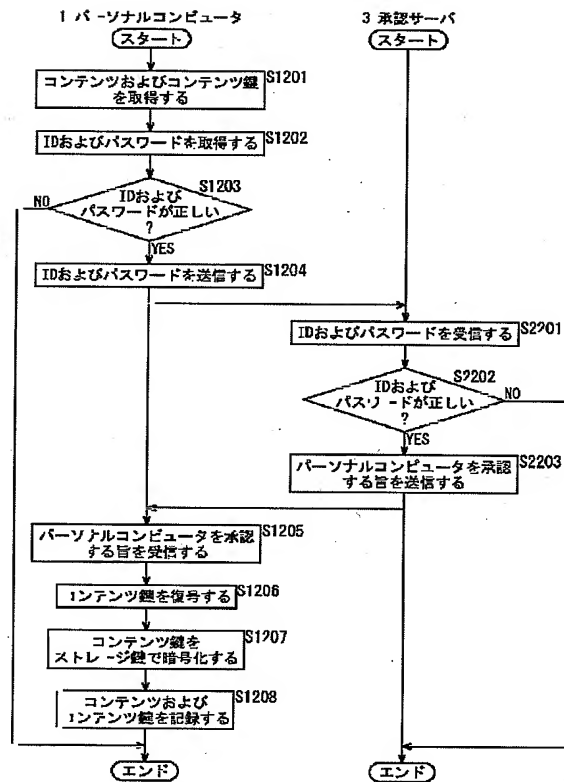 1 パーソナルコンピュータ
スタート
コンテンツおよびコンテンツ鍵
を取得する
S1201
IDおよびパスワードを取得する
S1202
S1203
IDおよび
パスワードが正しい
?
NO
YES
IDおよびパスワードを送信する
S1204
3 承認サーバ
スタート
IDおよびパスワードを受信する
S2201
S2202
IDおよび
パスワードが正しい
?
NO
YES
パーソナルコンピュータを承認
する旨を送信する
S2203
パーソナルコンピュータを承認
する旨を受信する
S1205
コンテンツ鍵を復号する
S1206
コンテンツ鍵を
ストレージ鍵で暗号化する
S1207
コンテンツおよび
コンテンツ鍵を記録する
S1208
エンド
エンド